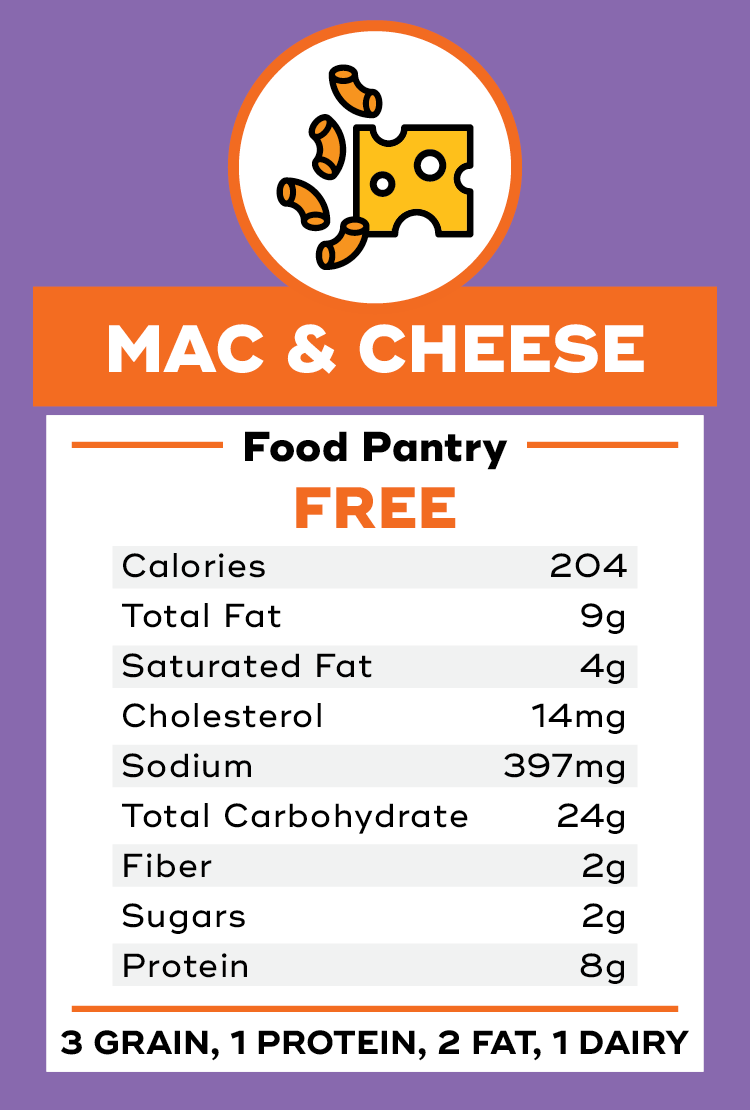 MAC & CHEESE
Food Pantry
FREE
Calories 204
Total Fat 9g
Saturated Fat 4g
Cholesterol 14mg
Sodium 397mg
Total Carbohydrate 24g
Fiber 2g
Sugars 2g
Protein 8g
3 GRAIN, 1 PROTEIN, 2 FAT, 1 DAIRY